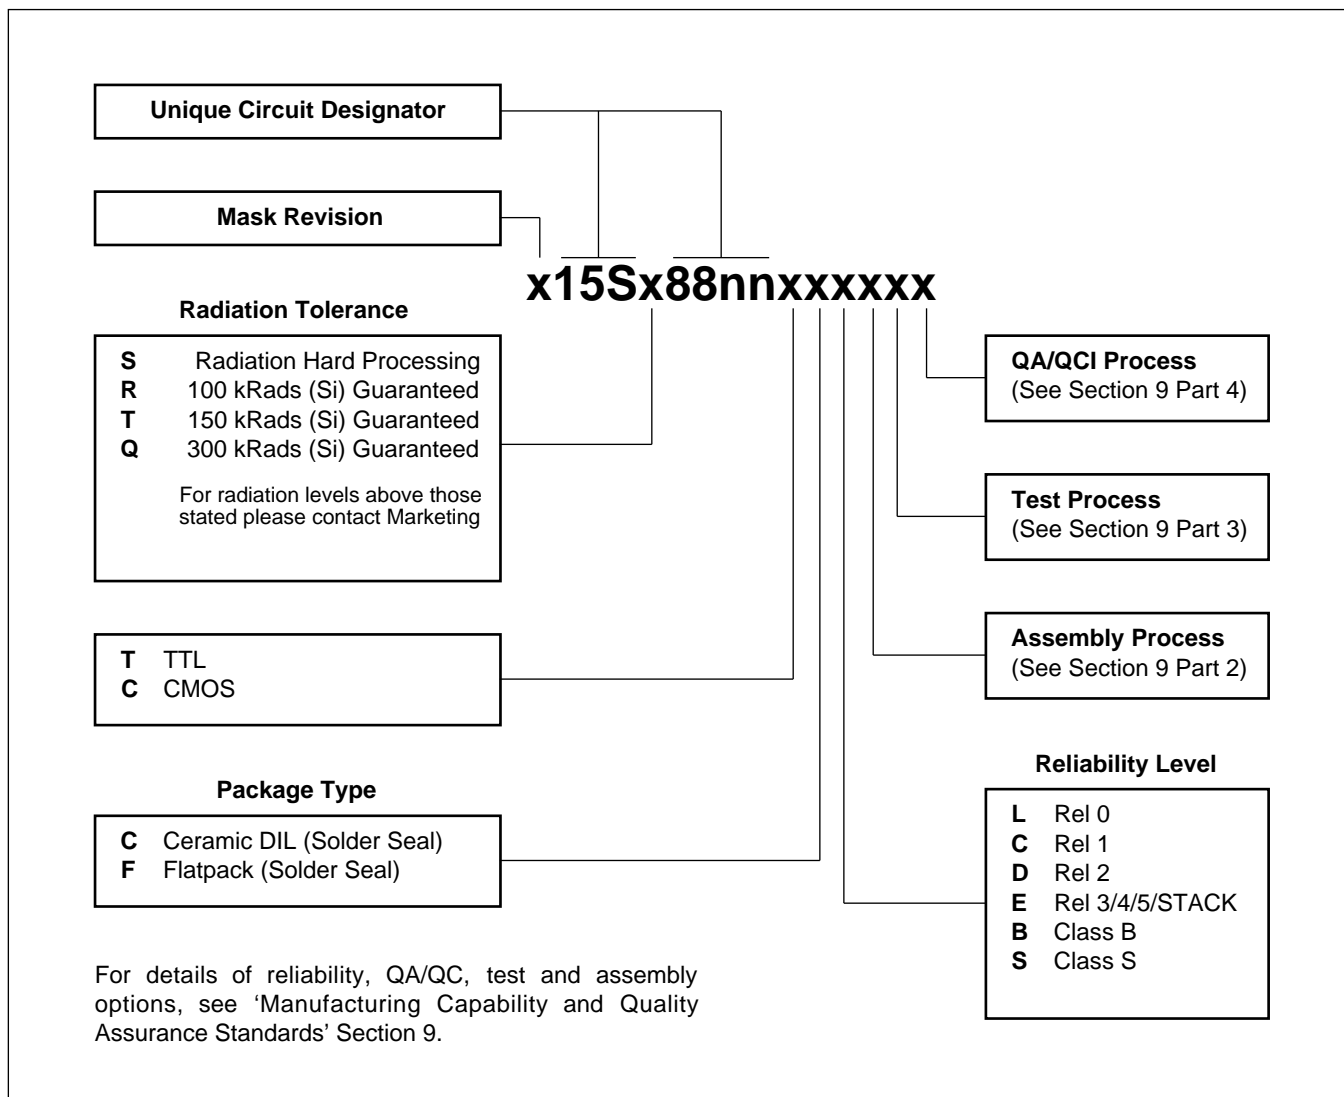 Unique Circuit Designator
Mask Revision
x15Sx88nnxxxxxx
Radiation Tolerance
S Radiation Hard Processing
R 100 kRads (Si) Guaranteed
T 150 kRads (Si) Guaranteed
Q 300 kRads (Si) Guaranteed
For radiation levels above those
stated please contact Marketing
T TTL
C CMOS
Package Type
C Ceramic DIL (Solder Seal)
F Flatpack (Solder Seal)
QA/QCI Process
(See Section 9 Part 4)
Test Process
(See Section 9 Part 3)
Assembly Process
(See Section 9 Part 2)
Reliability Level
L Rel 0
C Rel 1
D Rel 2
E Rel 3/4/5/STACK
B Class B
S Class S
For details of reliability, QA/QC, test and assembly
options, see ‘Manufacturing Capability and Quality
Assurance Standards’ Section 9.